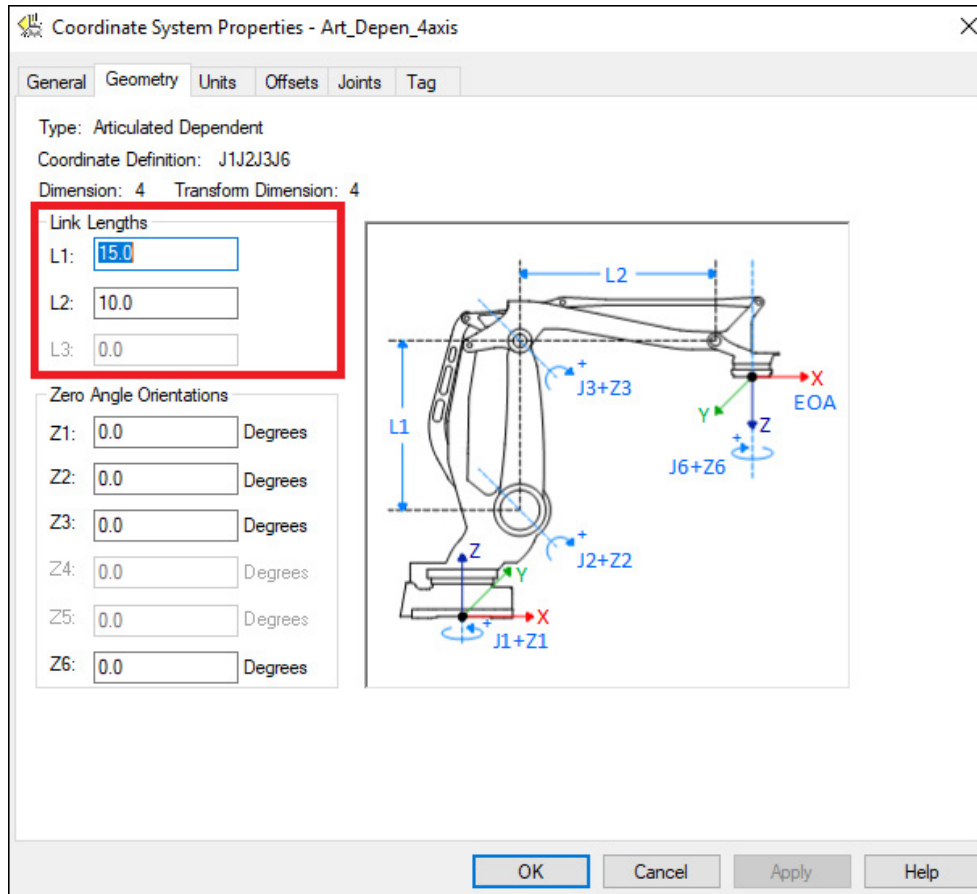 Coordinate System Properties - Art_Depen_4axis
General Geometry Units Offsets Joints Tag
Type: Articulated Dependent
Coordinate Definition: J1J2J3J6
Dimension: 4 Transform Dimension: 4
Link Lengths
L1: 15.0
L2: 10.0
L3: 0.0
Zero Angle Orientations
Z1: 0.0 Degrees
Z2: 0.0 Degrees
Z3: 0.0 Degrees
Z4: 0.0 Degrees
Z5: 0.0 Degrees
Z6: 0.0 Degrees
L2
+
J3+Z3
X
EOA
Y
Z
L1
+
J6+Z6
+
J2+Z2
Z
Y
X
+
J1+Z1
OK Cancel Apply Help